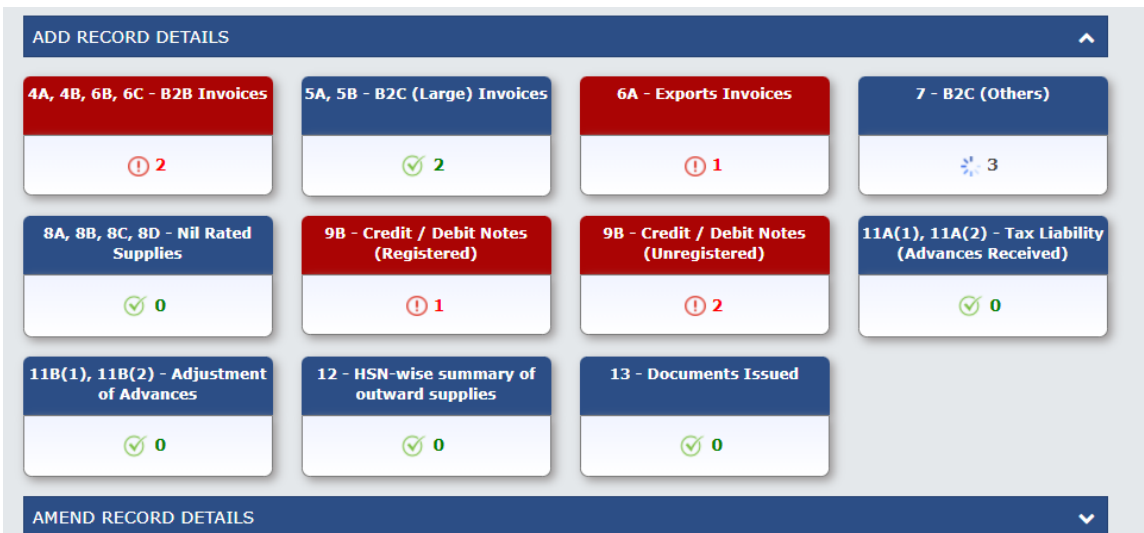 ADD RECORD DETAILS
4A, 4B, 6B, 6C - B2B Invoices
2
5A, 5B - B2C (Large) Invoices
2
6A - Exports Invoices
1
7 - B2C (Others)
3
8A, 8B, 8C, 8D - Nil Rated
Supplies
0
9B - Credit / Debit Notes
(Registered)
1
9B - Credit / Debit Notes
(Unregistered)
2
11A(1), 11A(2) - Tax Liability
(Advances Received)
0
11B(1), 11B(2) - Adjustment
of Advances
0
12 - HSN-wise summary of
outward supplies
0
13 - Documents Issued
0
AMEND RECORD DETAILS